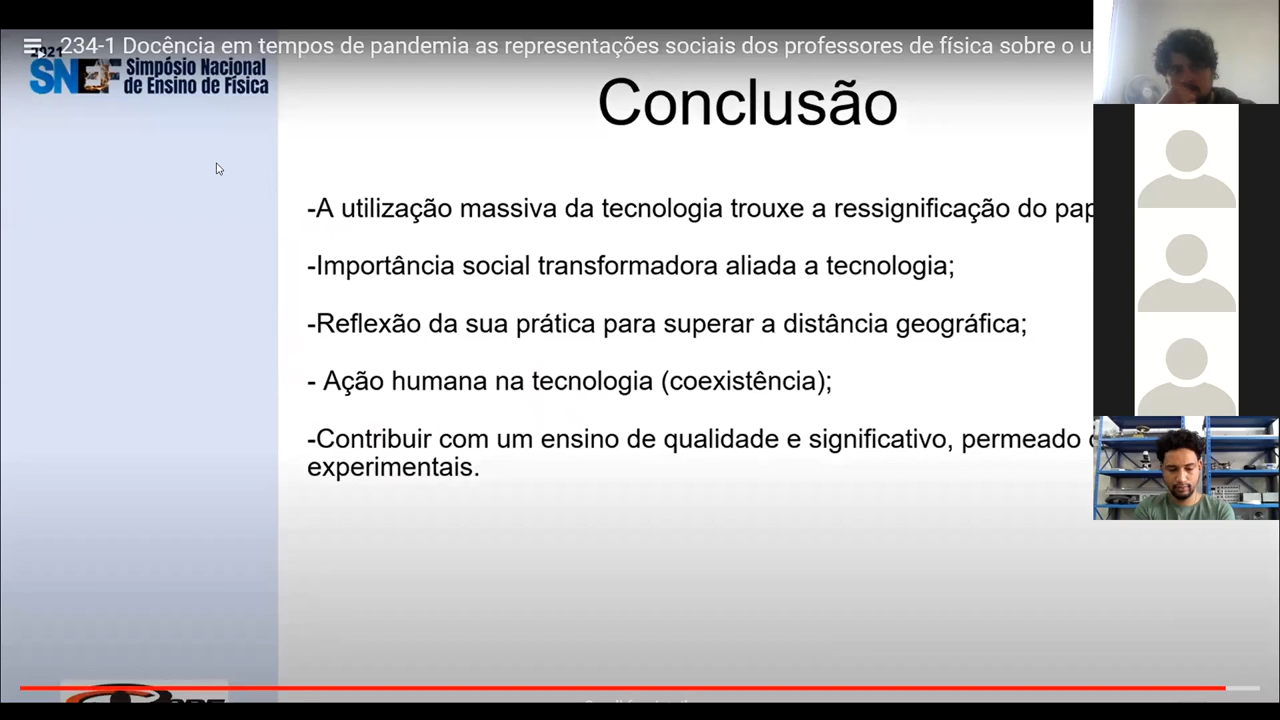 234-1 Docência em tempos de pandemia as representações sociais dos professores de física sobre o
2021
SNEF Simpósio Nacional
de Ensino de Física
Conclusão
-A utilização massiva da tecnologia trouxe a ressignificação do
-Importância social transformadora aliada a tecnologia;
-Reflexão da sua prática para superar a distância geográfica;
- Ação humana na tecnologia (coexistência);
-Contribuir com um ensino de qualidade e significativo, permeado
experimentais.